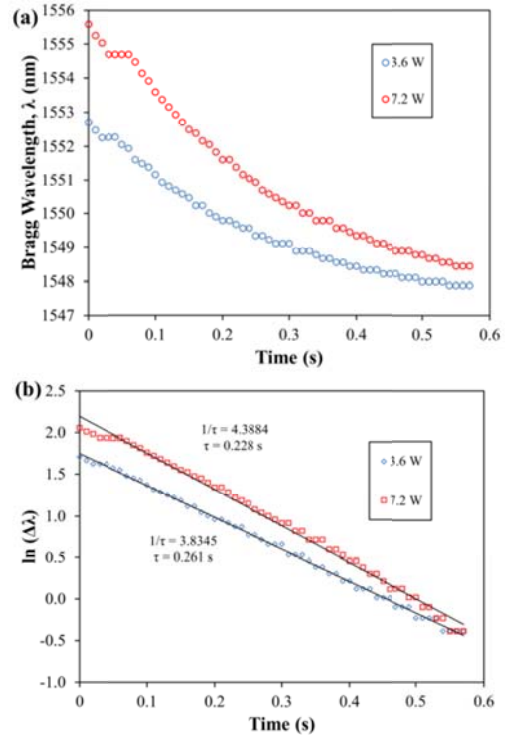 (a)
1556
1555
1554
1553
1552
1551
1550
1549
1548
1547
Bragg Wavelength, λ (nm)
3.6 W
7.2 W
0 0.1 0.2 0.3 0.4 0.5 0.6
Time (s)
(b)
2.5
2.0
1.5
1.0
0.5
0.0
-0.5
-1.0
ln (Δλ)
1/τ = 4.3884
τ = 0.228 s
3.6 W
7.2 W
1/τ = 3.8345
τ = 0.261 s
0 0.1 0.2 0.3 0.4 0.5 0.6
Time (s)